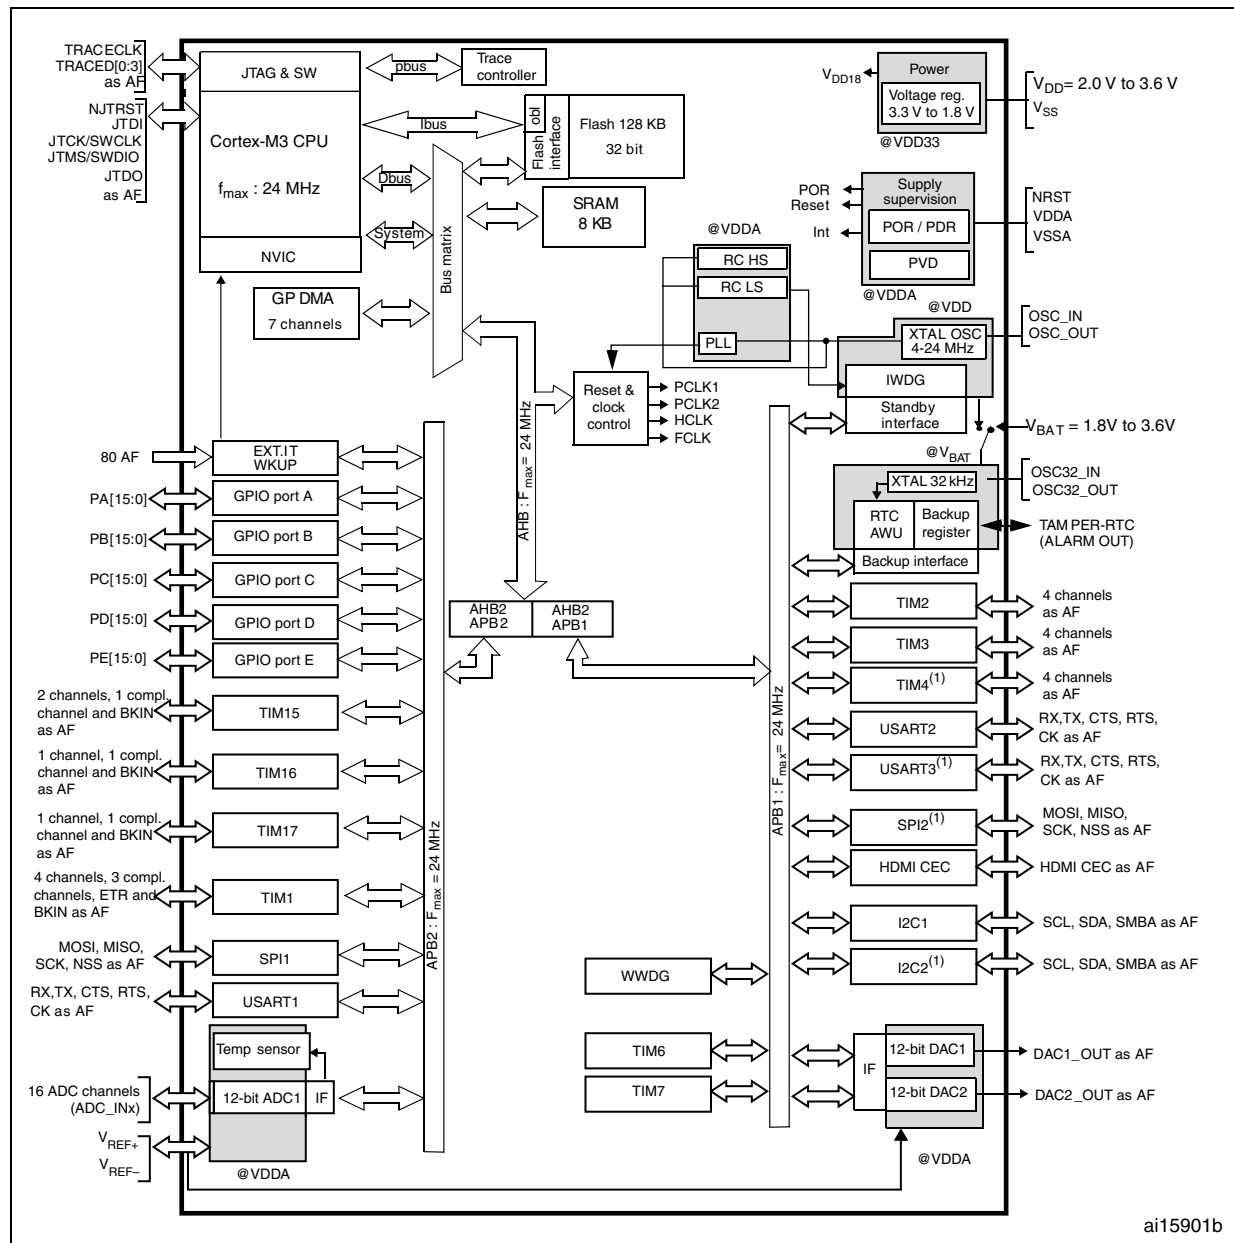 TRACECLK
TRACED[0:3]
as AF
NJTRST
JTDI
JTCK/SWCLK
JTMS/SWDIO
JTDO
as AF
JTAG & SW
Cortex-M3 CPU
fmax : 24 MHz
NVIC
pbus
Trace
controller
Ibus
Flash obl
interface
Flash 128 KB
32 bit
Dbus
System
Bus matrix
SRAM
8 KB
GP DMA
7 channels
VDD18
Power
Voltage reg.
3.3 V to 1.8 V
@VDD33
VDD= 2.0 V to 3.6 V
VSS
POR
Reset
Int
Supply
supervision
POR / PDR
PVD
@VDDA
NRST
VDDA
VSSA
@VDDA
RC HS
RC LS
PLL
@VDD
XTAL OSC
4-24 MHz
OSC_IN
OSC_OUT
IWDG
Standby
interface
Reset &
clock
control
PCLK1
PCLK2
HCLK
FCLK
VBAT = 1.8V to 3.6V
@VBAT
XTAL 32 kHz
OSC32_IN
OSC32_OUT
RTC
AWU
Backup
register
Backup interface
TAM PER-RTC
(ALARM OUT)
AHB : Fmax = 24 MHz
AHB2
APB2
AHB2
APB1
APB2 : Fmax = 24 MHz
APB1 : Fmax = 24 MHz
80 AF
EXT.IT
WKUP
PA[15:0]
GPIO port A
PB[15:0]
GPIO port B
PC[15:0]
GPIO port C
PD[15:0]
GPIO port D
PE[15:0]
GPIO port E
2 channels, 1 compl.
channel and BKIN
as AF
TIM15
1 channel, 1 compl.
channel and BKIN
as AF
TIM16
1 channel, 1 compl.
channel and BKIN
as AF
TIM17
4 channels, 3 compl.
channels, ETR and
BKIN as AF
TIM1
MOSI, MISO,
SCK, NSS as AF
SPI1
RX,TX, CTS, RTS,
CK as AF
USART1
Temp sensor
16 ADC channels
(ADC_INx)
12-bit ADC1
IF
VREF+
VREF–
@VDDA
TIM2
4 channels
as AF
TIM3
4 channels
as AF
TIM4(1)
4 channels
as AF
USART2
RX,TX, CTS, RTS,
CK as AF
USART3(1)
RX,TX, CTS, RTS,
CK as AF
SPI2(1)
MOSI, MISO,
SCK, NSS as AF
HDMI CEC
HDMI CEC as AF
I2C1
SCL, SDA, SMBA as AF
I2C2(1)
SCL, SDA, SMBA as AF
WWDG
TIM6
TIM7
IF
12-bit DAC1
DAC1_OUT as AF
12-bit DAC2
DAC2_OUT as AF
@VDDA
ai15901b